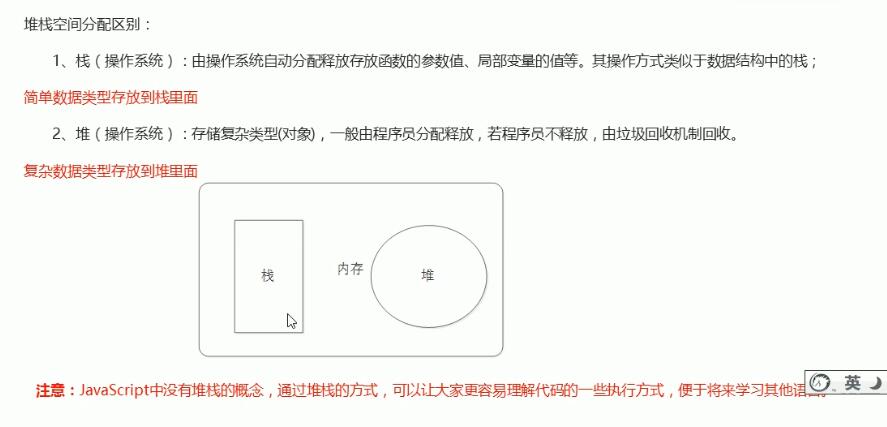 堆栈空间分配区别：
1、栈（操作系统）：由操作系统自动分配释放存放函数的参数值、局部变量的值等。其操作方式类似于数据结构中的栈；
简单数据类型存放到栈里面
2、堆（操作系统）：存储复杂类型(对象)，一般由程序员分配释放，若程序员不释放，由垃圾回收机制回收。
复杂数据类型存放到堆里面
栈 内存 堆
注意：JavaScript中没有堆栈的概念，通过堆栈的方式，可以让大家更容易理解代码的一些执行方式，便于将来学习其他语
英